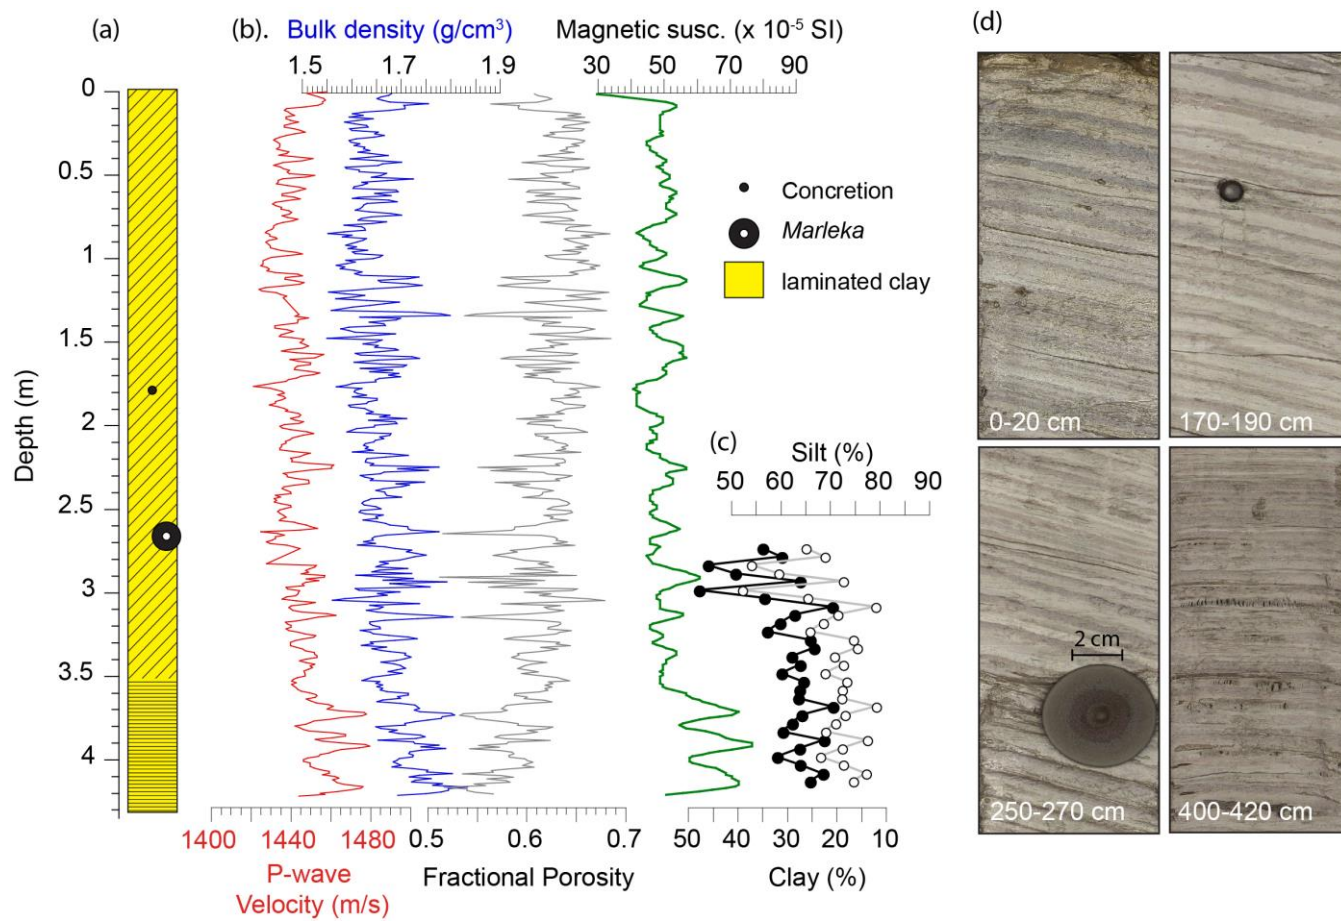 (a)
(b).
Bulk density (g/cm³)
Magnetic susc. (x 10⁻⁵ SI)
(d)
1.5 1.7 1.9
30 50 70 90
0
0.5
1
1.5
2
2.5
3
3.5
4
Depth (m)
Concretion
Marleka
laminated clay
(c)
Silt (%)
50 60 70 80 90
1400 1440 1480
P-wave
Velocity (m/s)
0.5 0.6 0.7
Fractional Porosity
50 40 30 20 10
Clay (%)
0-20 cm
170-190 cm
2 cm
250-270 cm
400-420 cm